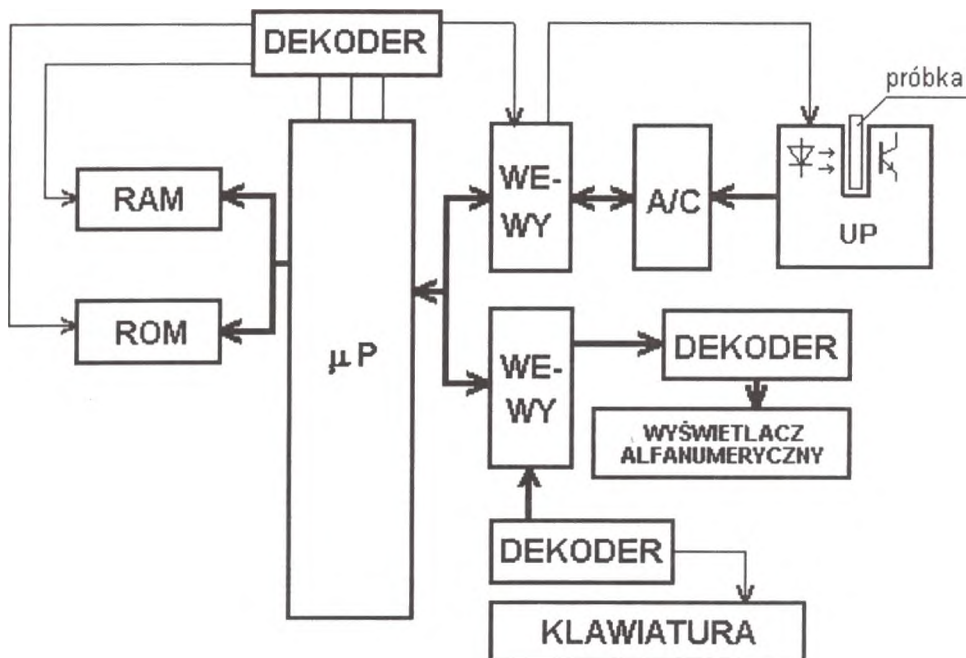 DEKODER
próbka
RAM
WE-
WY
A/C
UP
ROM
μP
WE-
WY
DEKODER
WYŚWIETLACZ
ALFANUMERYCZNY
DEKODER
KLAWIATURA